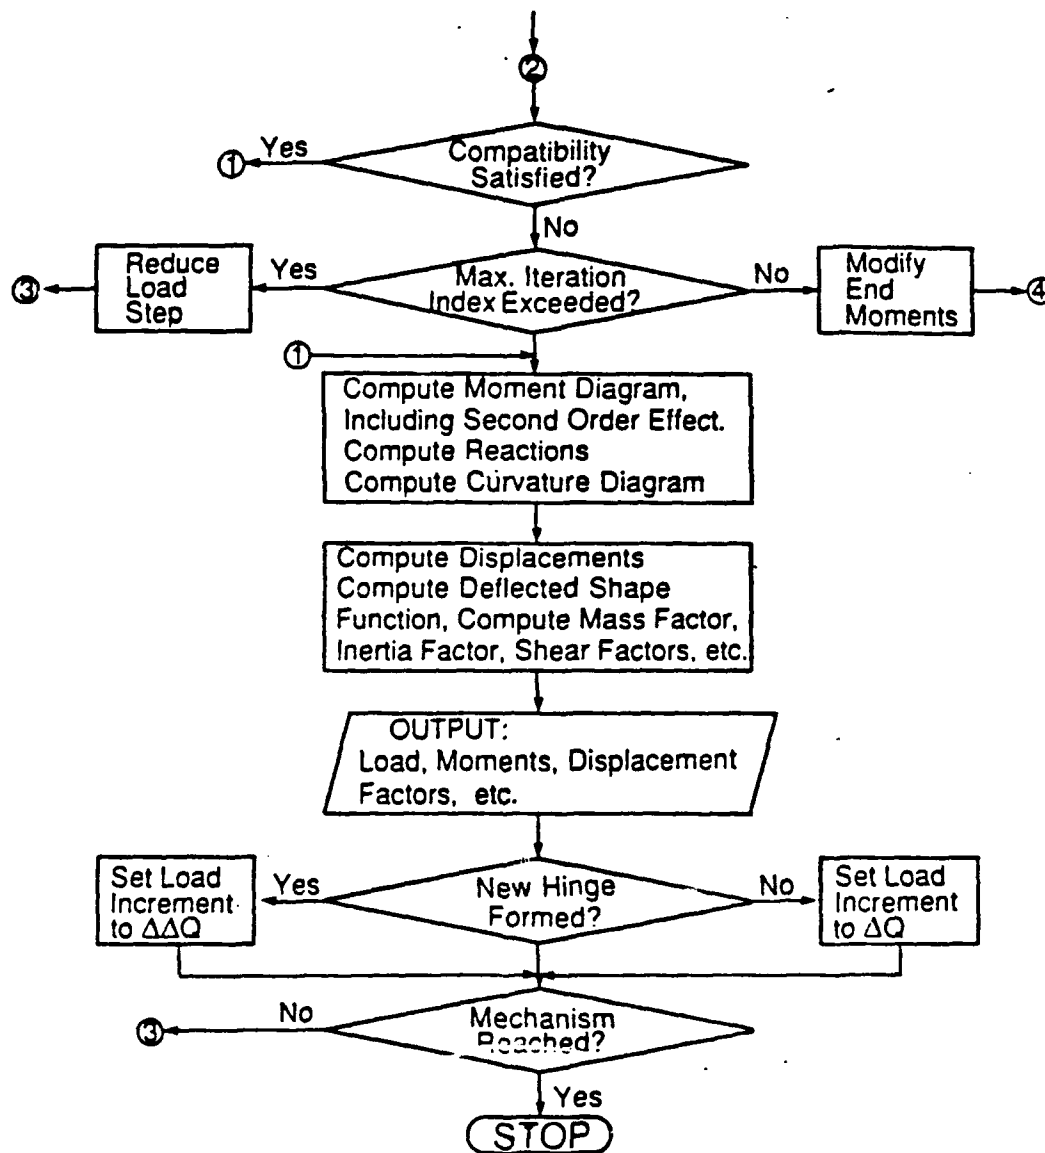 ②
Compatibility
Satisfied?
Yes
①
No
Max. Iteration
Index Exceeded?
Yes
Reduce
Load
Step
③
No
Modify
End
Moments
④
①
Compute Moment Diagram,
Including Second Order Effect.
Compute Reactions
Compute Curvature Diagram
Compute Displacements
Compute Deflected Shape
Function, Compute Mass Factor,
Inertia Factor, Shear Factors, etc.
OUTPUT:
Load, Moments, Displacement
Factors, etc.
New Hinge
Formed?
Yes
Set Load
Increment
to ΔΔQ
No
Set Load
Increment
to ΔQ
Mechanism
Reached?
No
③
Yes
STOP